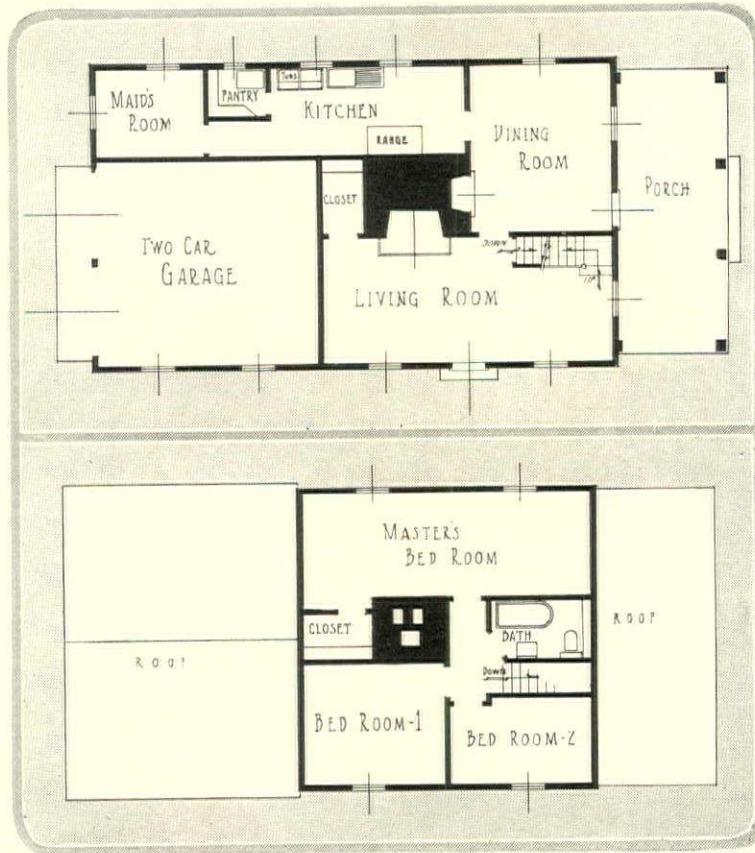 MAID'S
ROOM
PANTRY
TUBS
KITCHEN
RANGE
DINING
ROOM
PORCH
CLOSET
TWO CAR
GARAGE
DOWN
UP
LIVING ROOM
MASTER'S
BED ROOM
CLOSET
BATH
ROOF
ROOF
DOWN
BED ROOM-1
BED ROOM-2